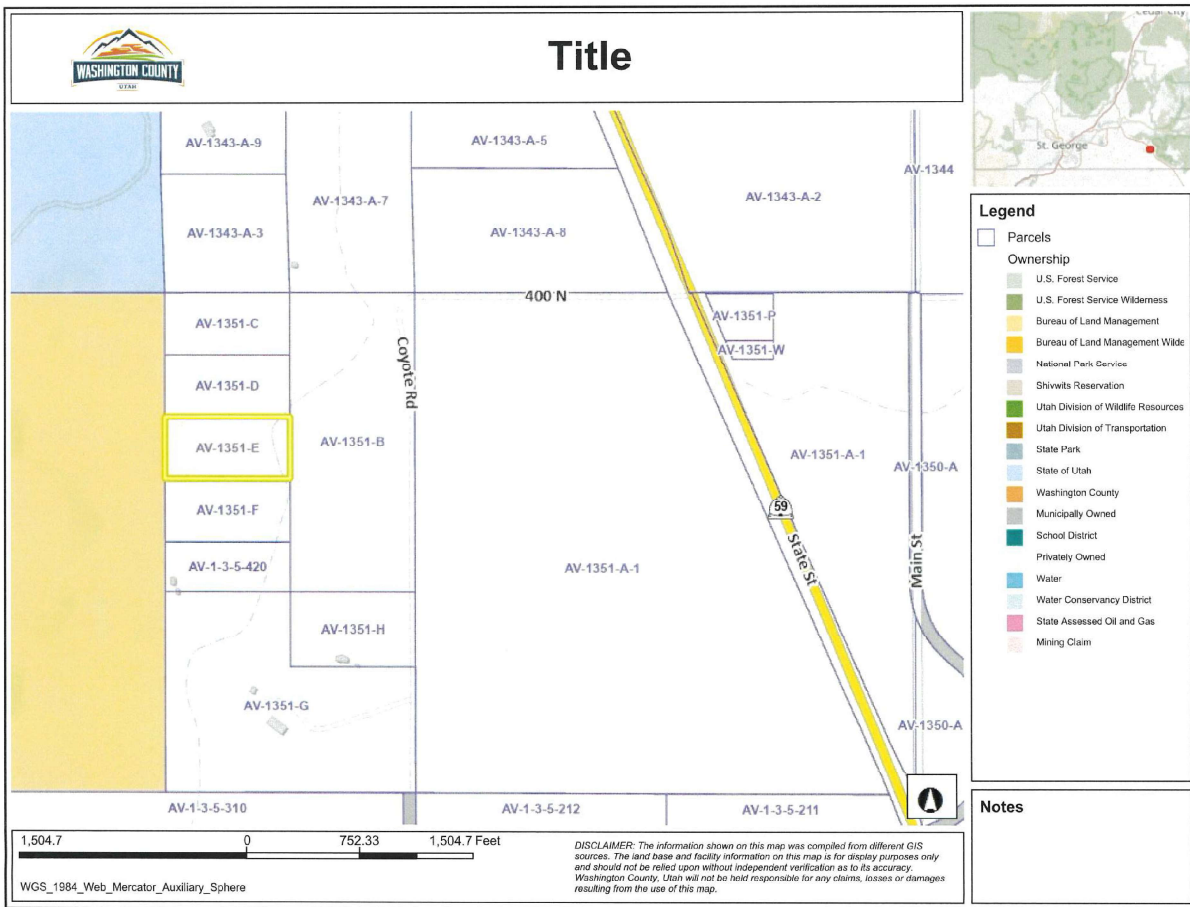 WASHINGTON COUNTY
UTAH
Title
Cedar City
St. George
AV-1343-A-9
AV-1343-A-5
AV-1344
AV-1343-A-7
AV-1343-A-2
AV-1343-A-3
AV-1343-A-8
400 N
AV-1351-C
AV-1351-P
AV-1351-W
Coyote Rd
AV-1351-D
AV-1351-E
AV-1351-B
AV-1351-A-1
AV-1350-A
AV-1351-F
59
State St
Main St
AV-1-3-5-420
AV-1351-A-1
AV-1351-H
AV-1351-G
AV-1350-A
AV-1-3-5-310
AV-1-3-5-212
AV-1-3-5-211
Legend
Parcels
Ownership
U.S. Forest Service
U.S. Forest Service Wilderness
Bureau of Land Management
Bureau of Land Management Wilde
National Park Service
Shivwits Reservation
Utah Division of Wildlife Resources
Utah Division of Transportation
State Park
State of Utah
Washington County
Municipally Owned
School District
Privately Owned
Water
Water Conservancy District
State Assessed Oil and Gas
Mining Claim
Notes
1,504.7 0 752.33 1,504.7 Feet
WGS_1984_Web_Mercator_Auxiliary_Sphere
DISCLAIMER: The information shown on this map was compiled from different GIS
sources. The land base and facility information on this map is for display purposes only
and should not be relied upon without independent verification as to its accuracy.
Washington County, Utah will not be held responsible for any claims, losses or damages
resulting from the use of this map.